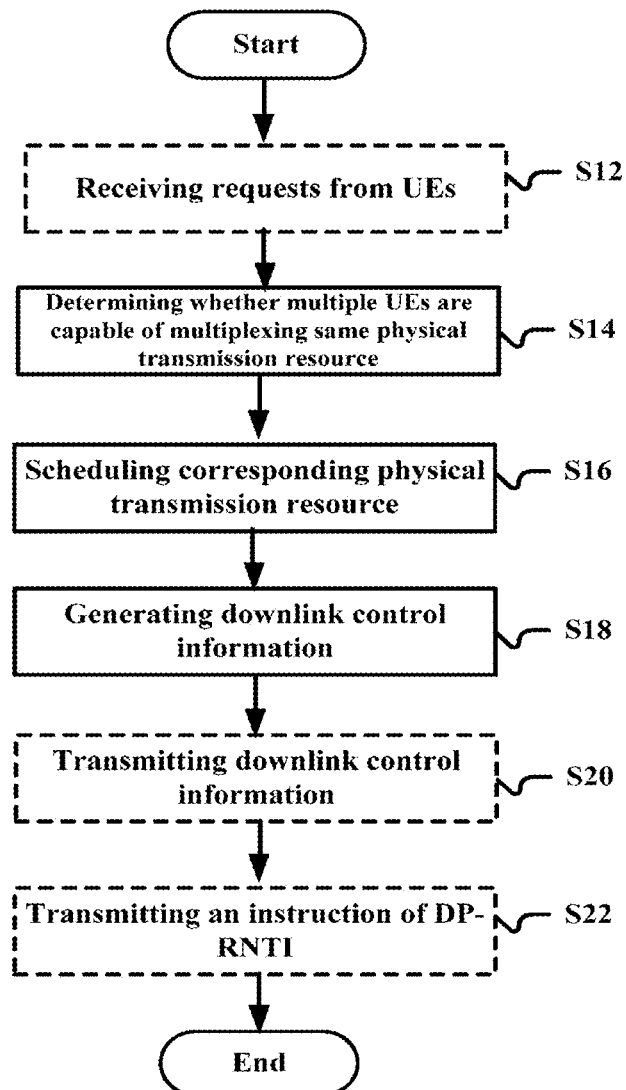 Start
Receiving requests from UEs
S12
Determining whether multiple UEs are
capable of multiplexing same physical
transmission resource
S14
Scheduling corresponding physical
transmission resource
S16
Generating downlink control
information
S18
Transmitting downlink control
information
S20
Transmitting an instruction of DP-
RNTI
S22
End